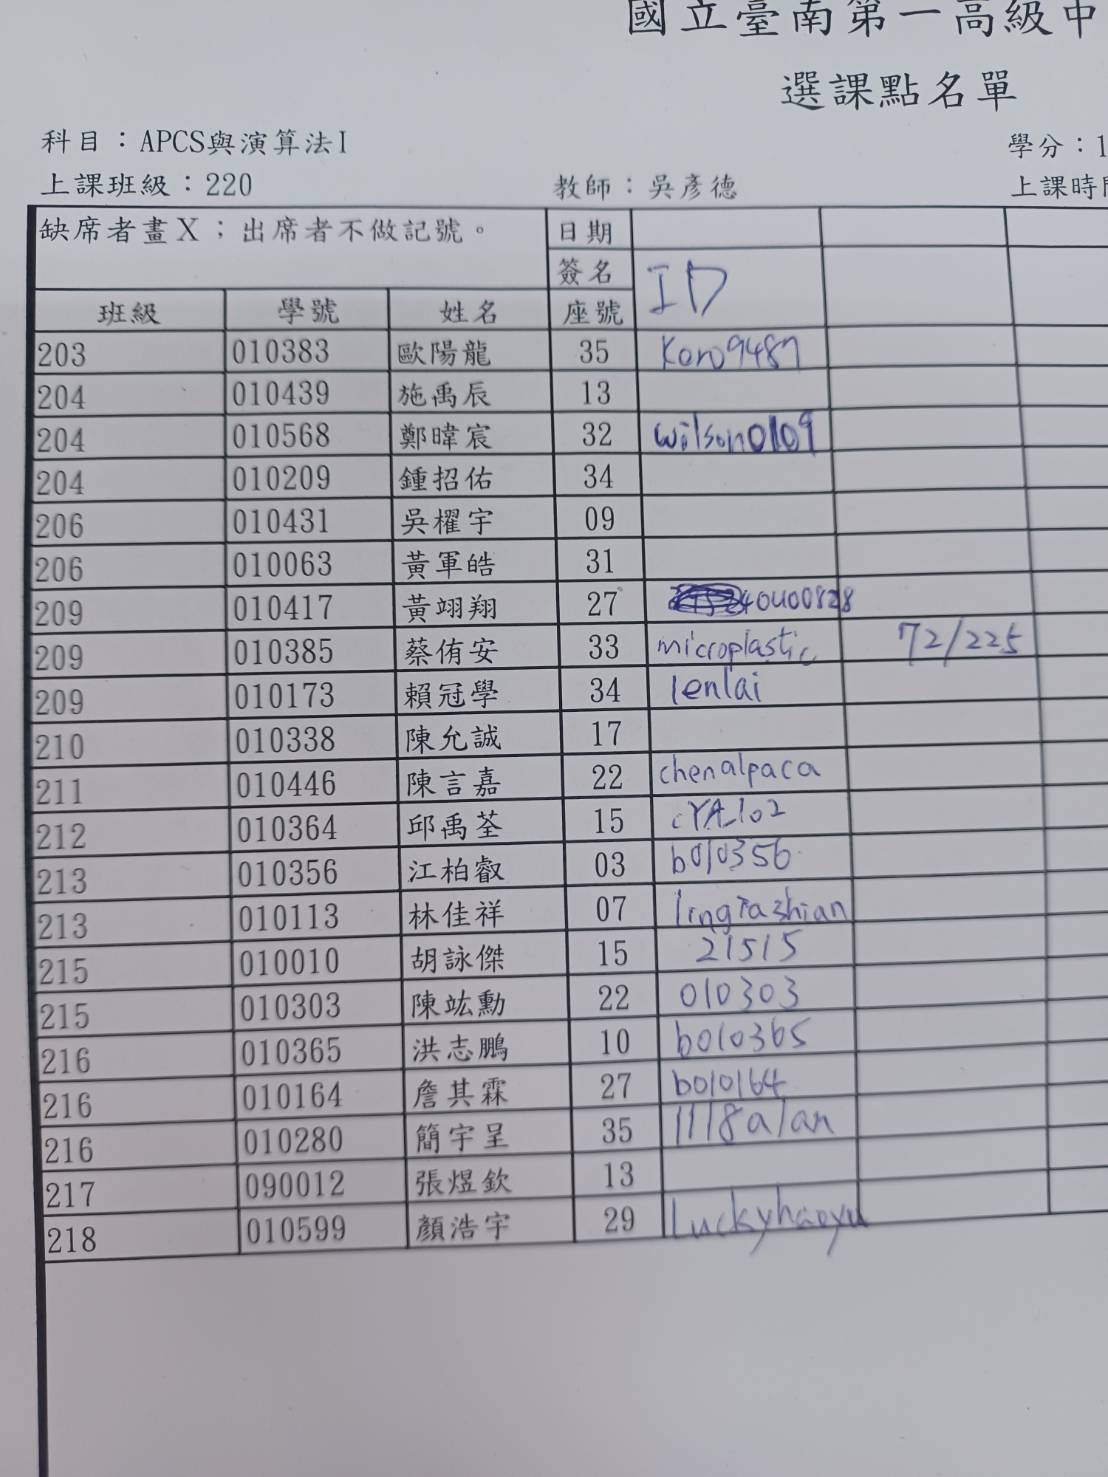 國立臺南第一高級中
選課點名單
科目：APCS與演算法I
學分：1
上課班級：220
教師：吳彥德
上課時
缺席者畫X；出席者不做記號。
日期
簽名 ID
班級 學號 姓名 座號
203 010383 歐陽龍 35 Koro9487
204 010439 施禹辰 13
204 010568 鄭暐宸 32 wilson0109
204 010209 鍾招佑 34
206 010431 吳櫂宇 09
206 010063 黃軍皓 31
209 010417 黃翊翔 27 40400828
209 010385 蔡侑安 33 microplastic 72/225
209 010173 賴冠學 34 lenlai
210 010338 陳允誠 17
211 010446 陳言嘉 22 chenalpaca
212 010364 邱禹荃 15 cYA102
213 010356 江柏叡 03 b010356
213 010113 林佳祥 07
215 010010 胡詠傑 15 21515
215 010303 陳竑勳 22 010303
216 010365 洪志鵬 10 b010365
216 010164 詹其霖 27 b010164
216 010280 簡宇呈 35 1118alan
217 090012 張煜欽 13
218 010599 顏浩宇 29 Luckyhaoyu